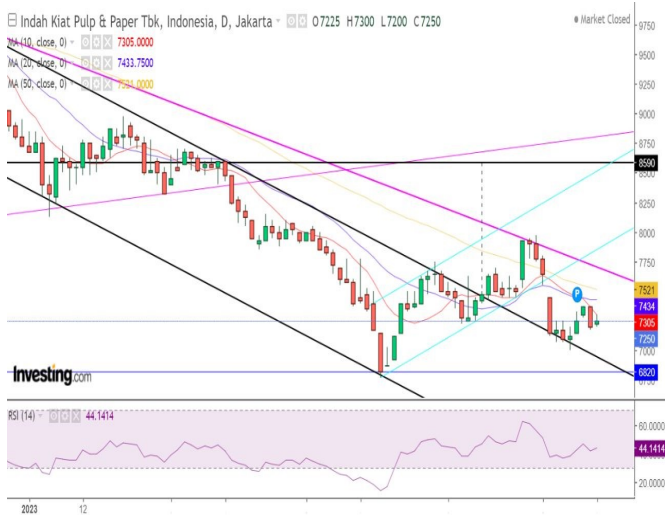 Indah Kiat Pulp & Paper Tbk, Indonesia, D, Jakarta O7225 H7300 L7200 C7250
Market Closed
MA (10, close, 0) 7305.0000
MA (20, close, 0) 7433.7500
MA (50, close, 0) 7521.0000
9750
9500
9250
9000
8750
8590
8500
8250
8000
7750
7521
7434
7305
7250
7000
6820
P
Investing.com
RSI (14) 44.1414
60.0000
44.1414
20.0000
2023 12